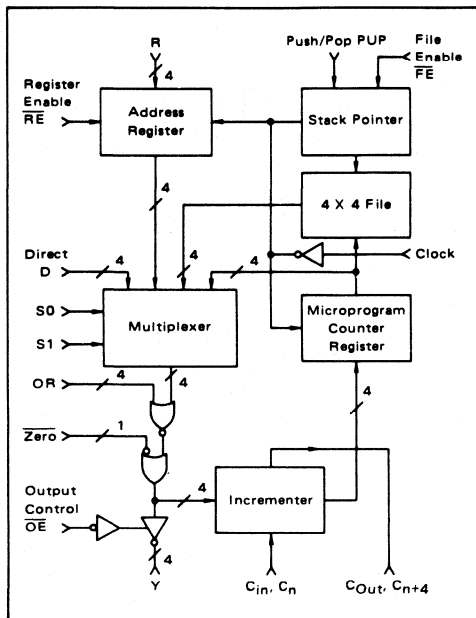 R
Push/Pop PUP
File
Enable
FE
4
Register
Enable
RE
Address
Register
Stack Pointer
4
4 X 4 File
Direct
D
4
4
4
Clock
S0
S1
Multiplexer
Microprogram
Counter
Register
OR
4
4
Zero
1
4
Output
Control
OE
4
Incrementer
4
Y
Cin, Cn
COut, Cn+4